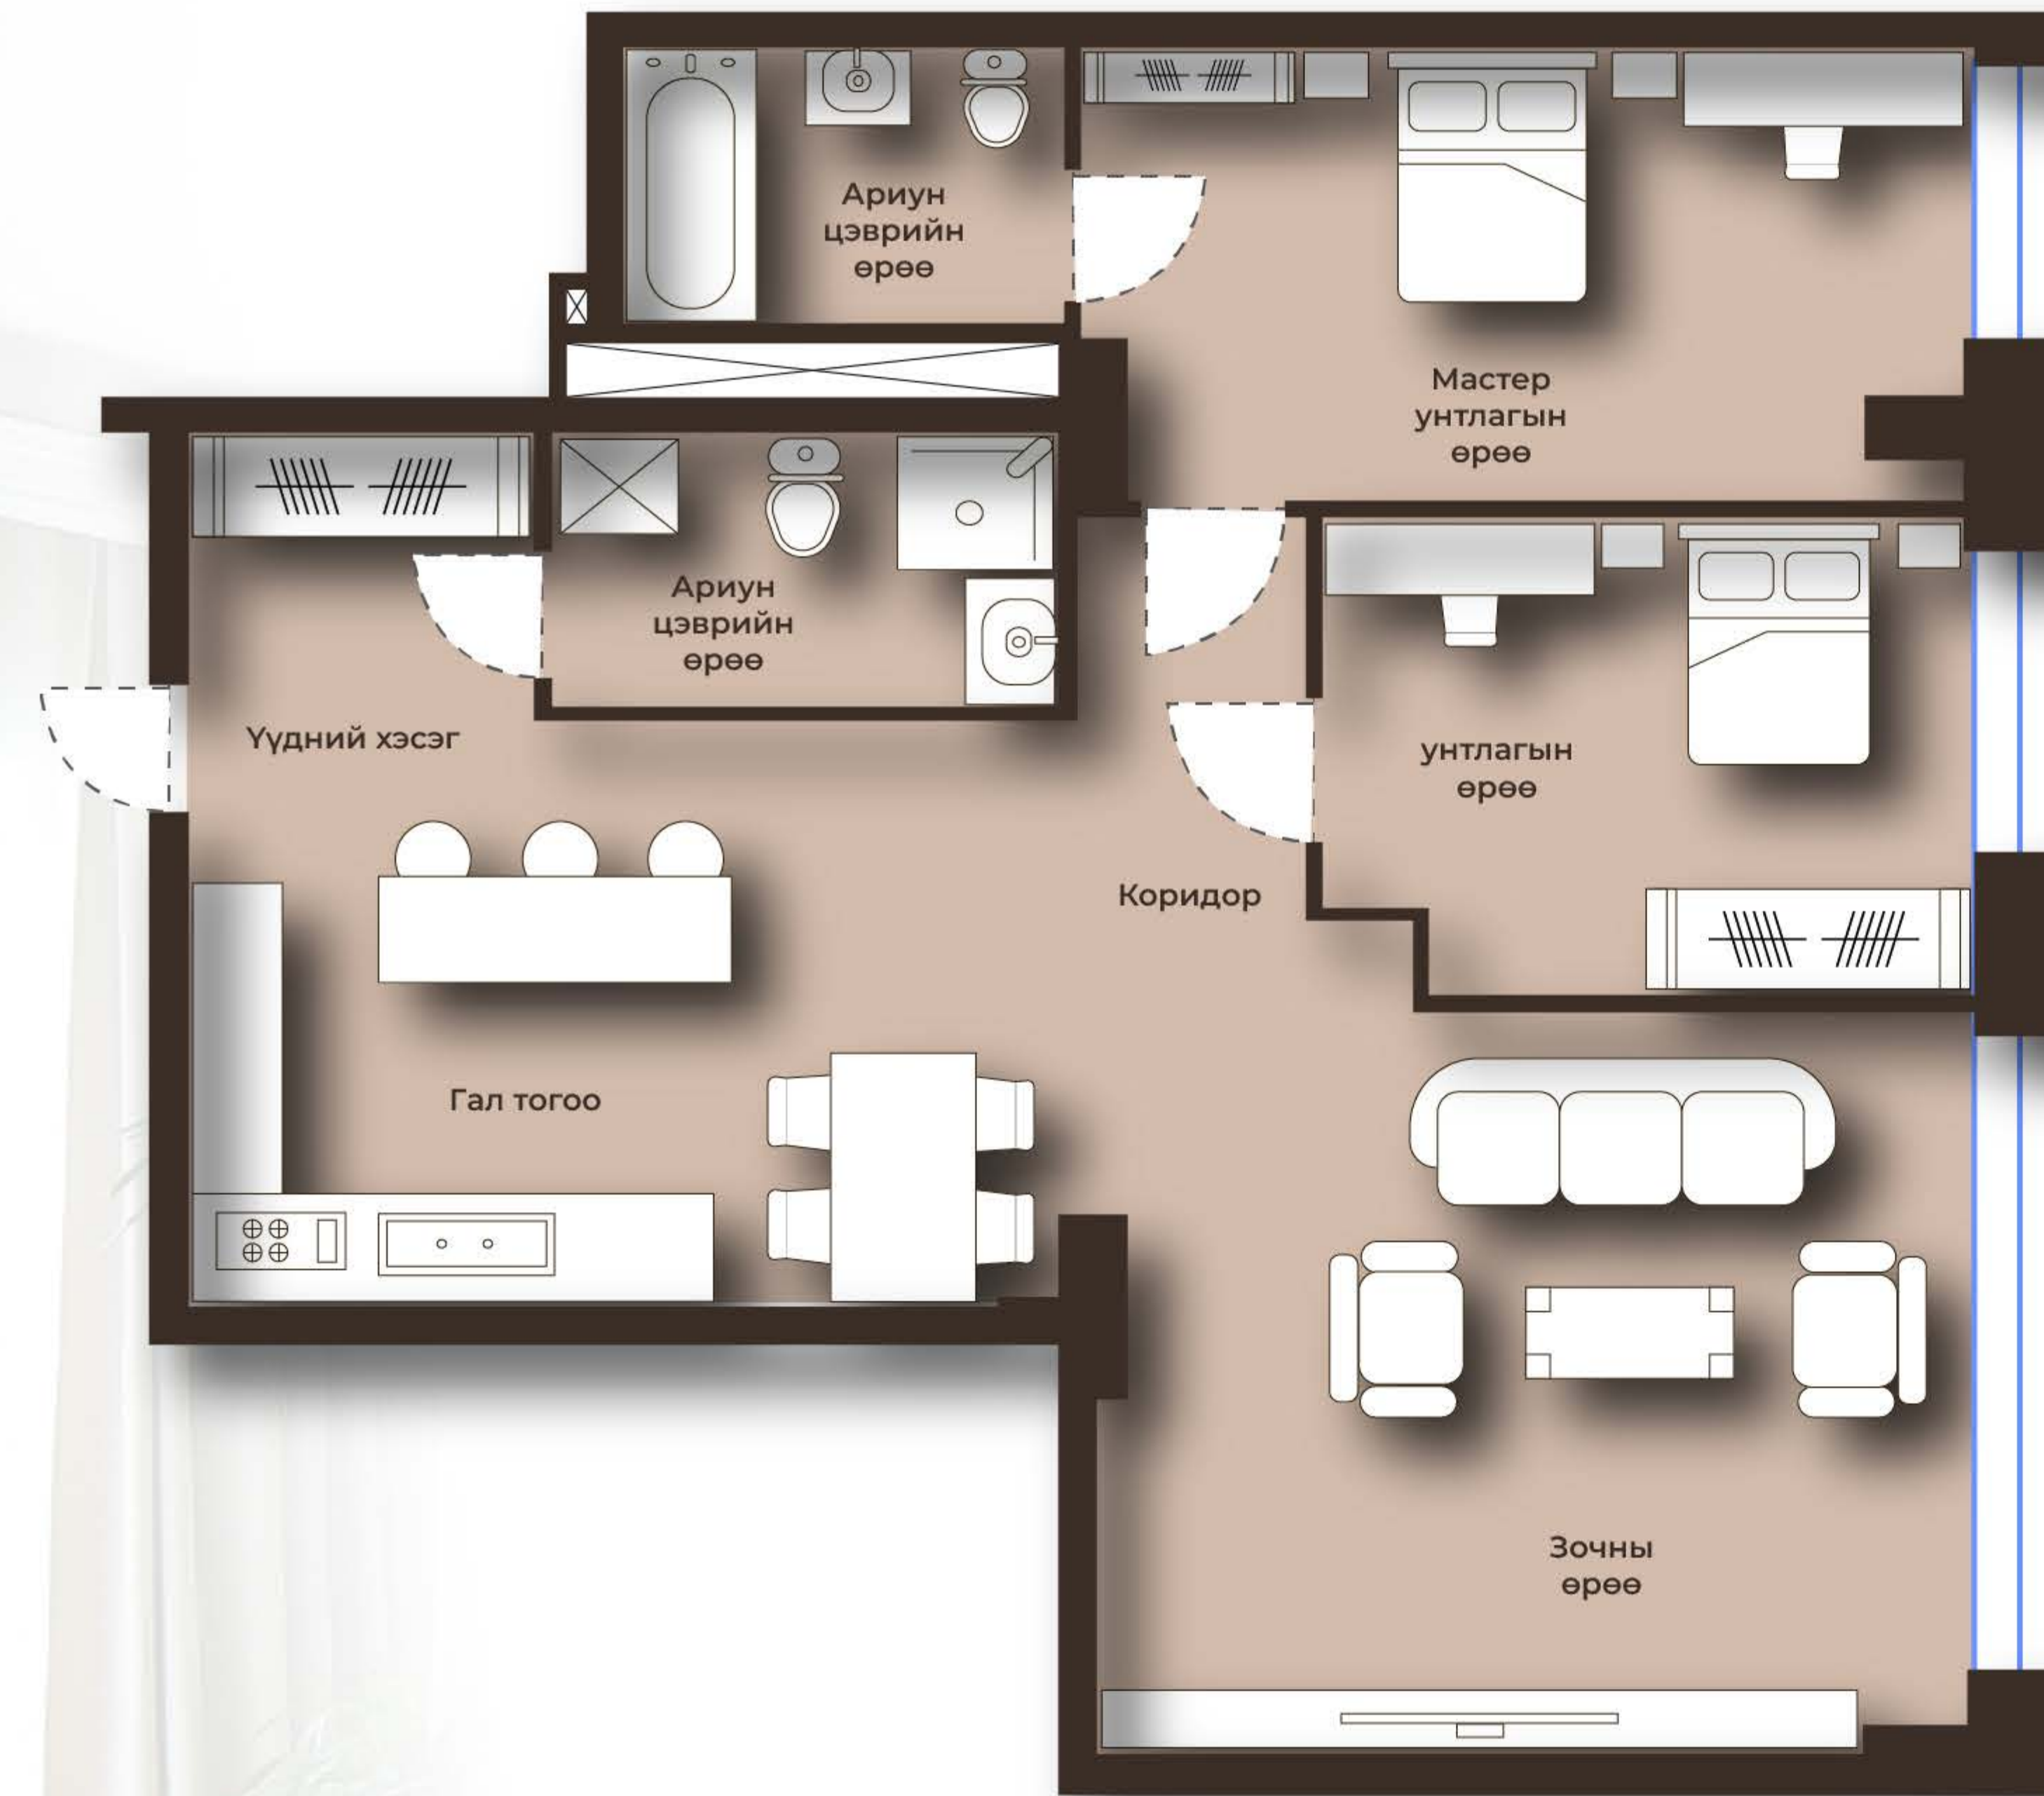 Ариун
цэврийн
өрөө
Мастер
унтлагын
өрөө
Ариун
цэврийн
өрөө
Үүдний хэсэг
унтлагын
өрөө
Коридор
Гал тогоо
Зочны
өрөө